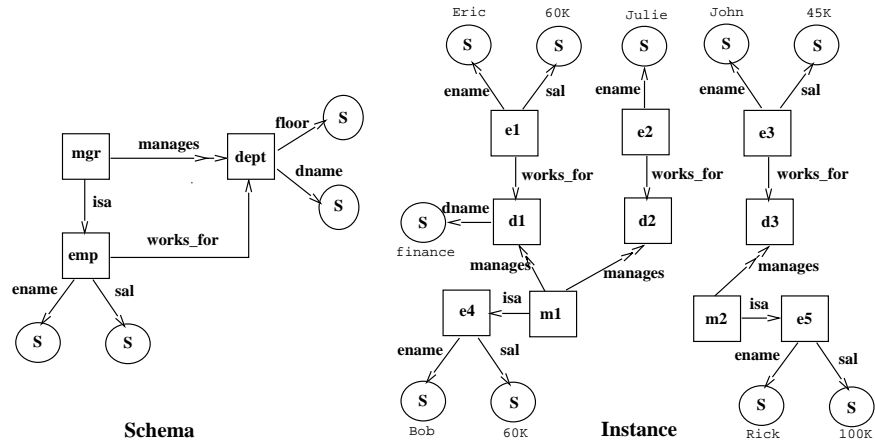 floor
S
mgr
manages
dept
dname
S
isa
works_for
emp
ename
sal
S
S
Schema
Eric
60K
Julie
John
45K
S
S
S
S
S
ename
sal
ename
ename
sal
e1
e2
e3
works_for
works_for
works_for
S
dname
d1
d2
d3
finance
manages
manages
manages
e4
isa
m1
m2
isa
e5
ename
sal
ename
sal
S
S
S
S
Bob
60K
Rick
100K
Instance